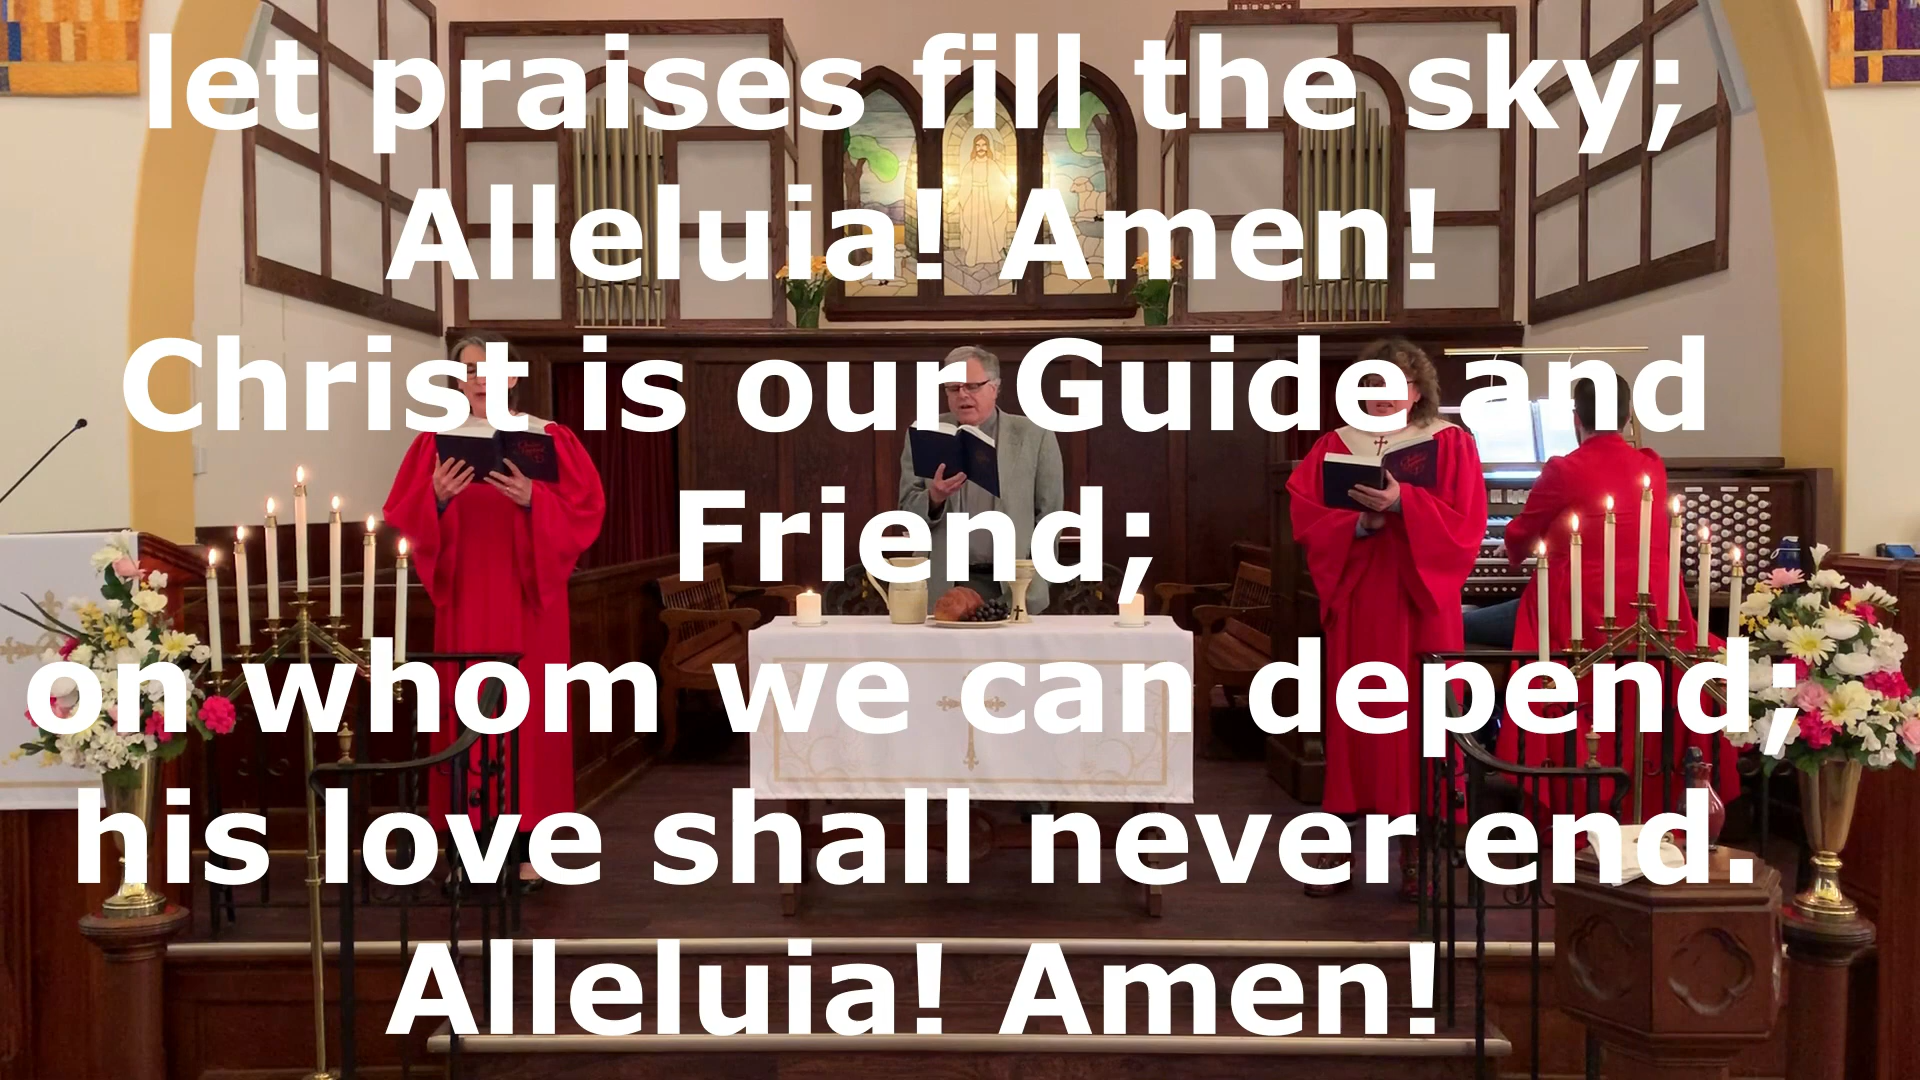 let praises fill the sky;
Alleluia! Amen!
Christ is our Guide and
Friend;
on whom we can depend;
his love shall never end.
Alleluia! Amen!